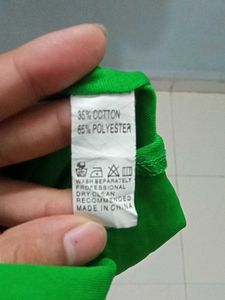 35% COTTON
65% POLYESTER
WASH SEPARATELY
PROFESSIONAL
DRY CLEAN
RECOMMENDED
MADE IN CHINA